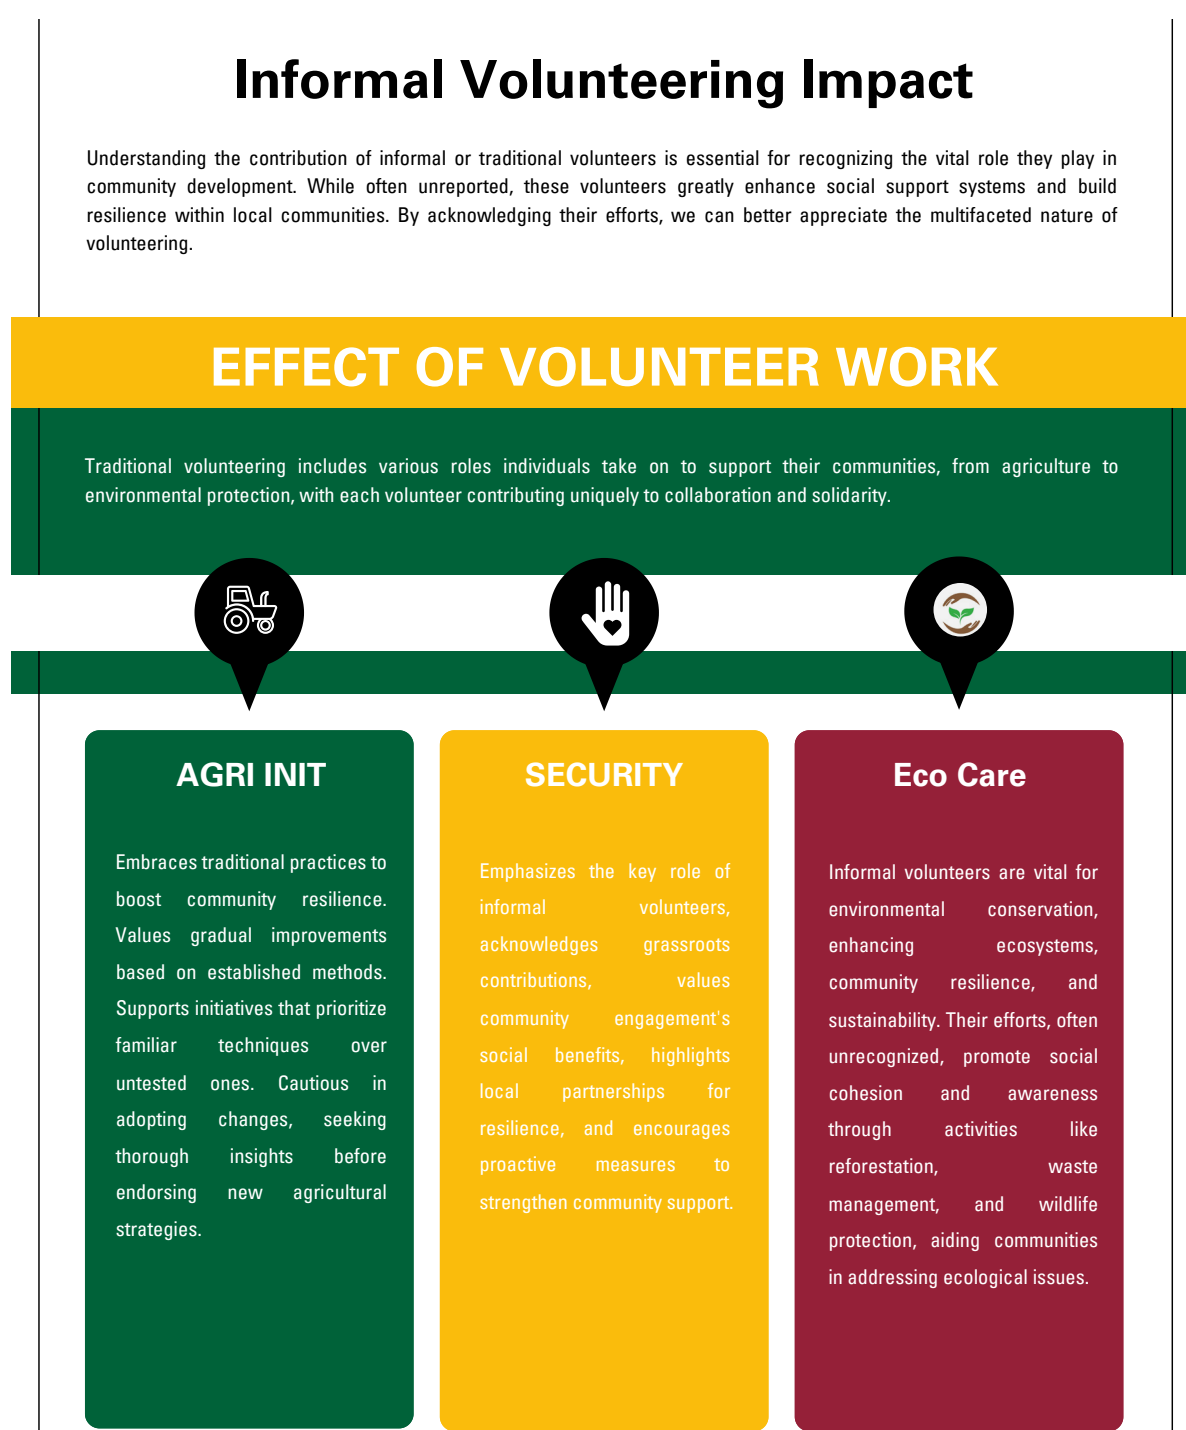 Informal Volunteering Impact
Understanding the contribution of informal or traditional volunteers is essential for recognizing the vital role they play in
community development. While often unreported, these volunteers greatly enhance social support systems and build
resilience within local communities. By acknowledging their efforts, we can better appreciate the multifaceted nature of
volunteering.
EFFECT OF VOLUNTEER WORK
Traditional volunteering includes various roles individuals take on to support their communities, from agriculture to
environmental protection, with each volunteer contributing uniquely to collaboration and solidarity.
AGRI INIT
Embraces traditional practices to
boost community resilience.
Values gradual improvements
based on established methods.
Supports initiatives that prioritize
familiar techniques over
untested ones. Cautious in
adopting changes, seeking
thorough insights before
endorsing new agricultural
strategies.
SECURITY
Emphasizes the key role of
informal volunteers,
acknowledges grassroots
contributions, values
community engagement's
social benefits, highlights
local partnerships for
resilience, and encourages
proactive measures to
strengthen community support.
Eco Care
Informal volunteers are vital for
environmental conservation,
enhancing ecosystems,
community resilience, and
sustainability. Their efforts, often
unrecognized, promote social
cohesion and awareness
through activities like
reforestation, waste
management, and wildlife
protection, aiding communities
in addressing ecological issues.